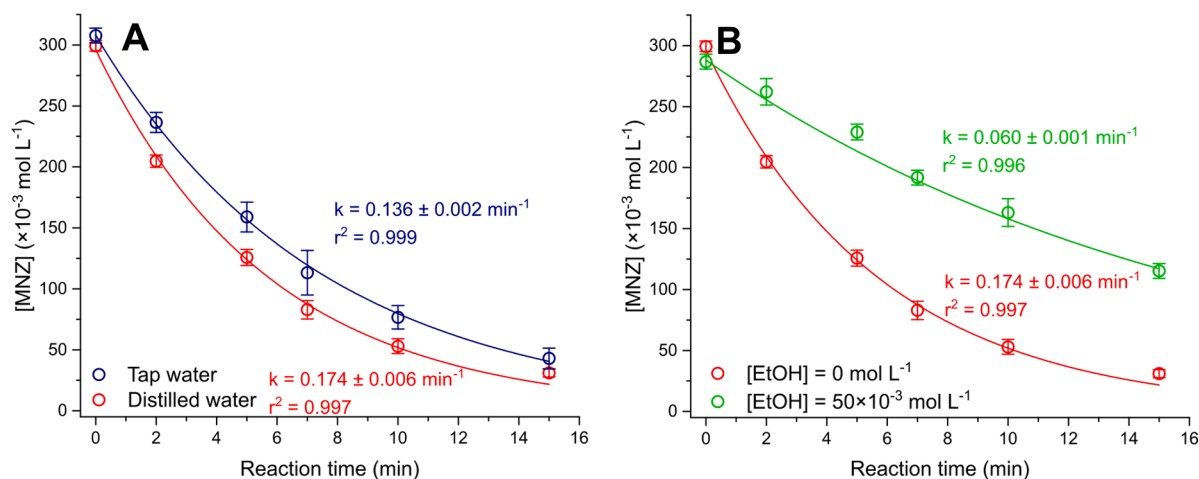 A
[MNZ] (×10⁻³ mol L⁻¹)
300
250
200
150
100
50
0
k = 0.136 ± 0.002 min⁻¹
r² = 0.999
Tap water
Distilled water
k = 0.174 ± 0.006 min⁻¹
r² = 0.997
0 2 4 6 8 10 12 14 16
Reaction time (min)
B
[MNZ] (×10⁻³ mol L⁻¹)
300
250
200
150
100
50
0
k = 0.060 ± 0.001 min⁻¹
r² = 0.996
k = 0.174 ± 0.006 min⁻¹
r² = 0.997
[EtOH] = 0 mol L⁻¹
[EtOH] = 50×10⁻³ mol L⁻¹
0 2 4 6 8 10 12 14 16
Reaction time (min)